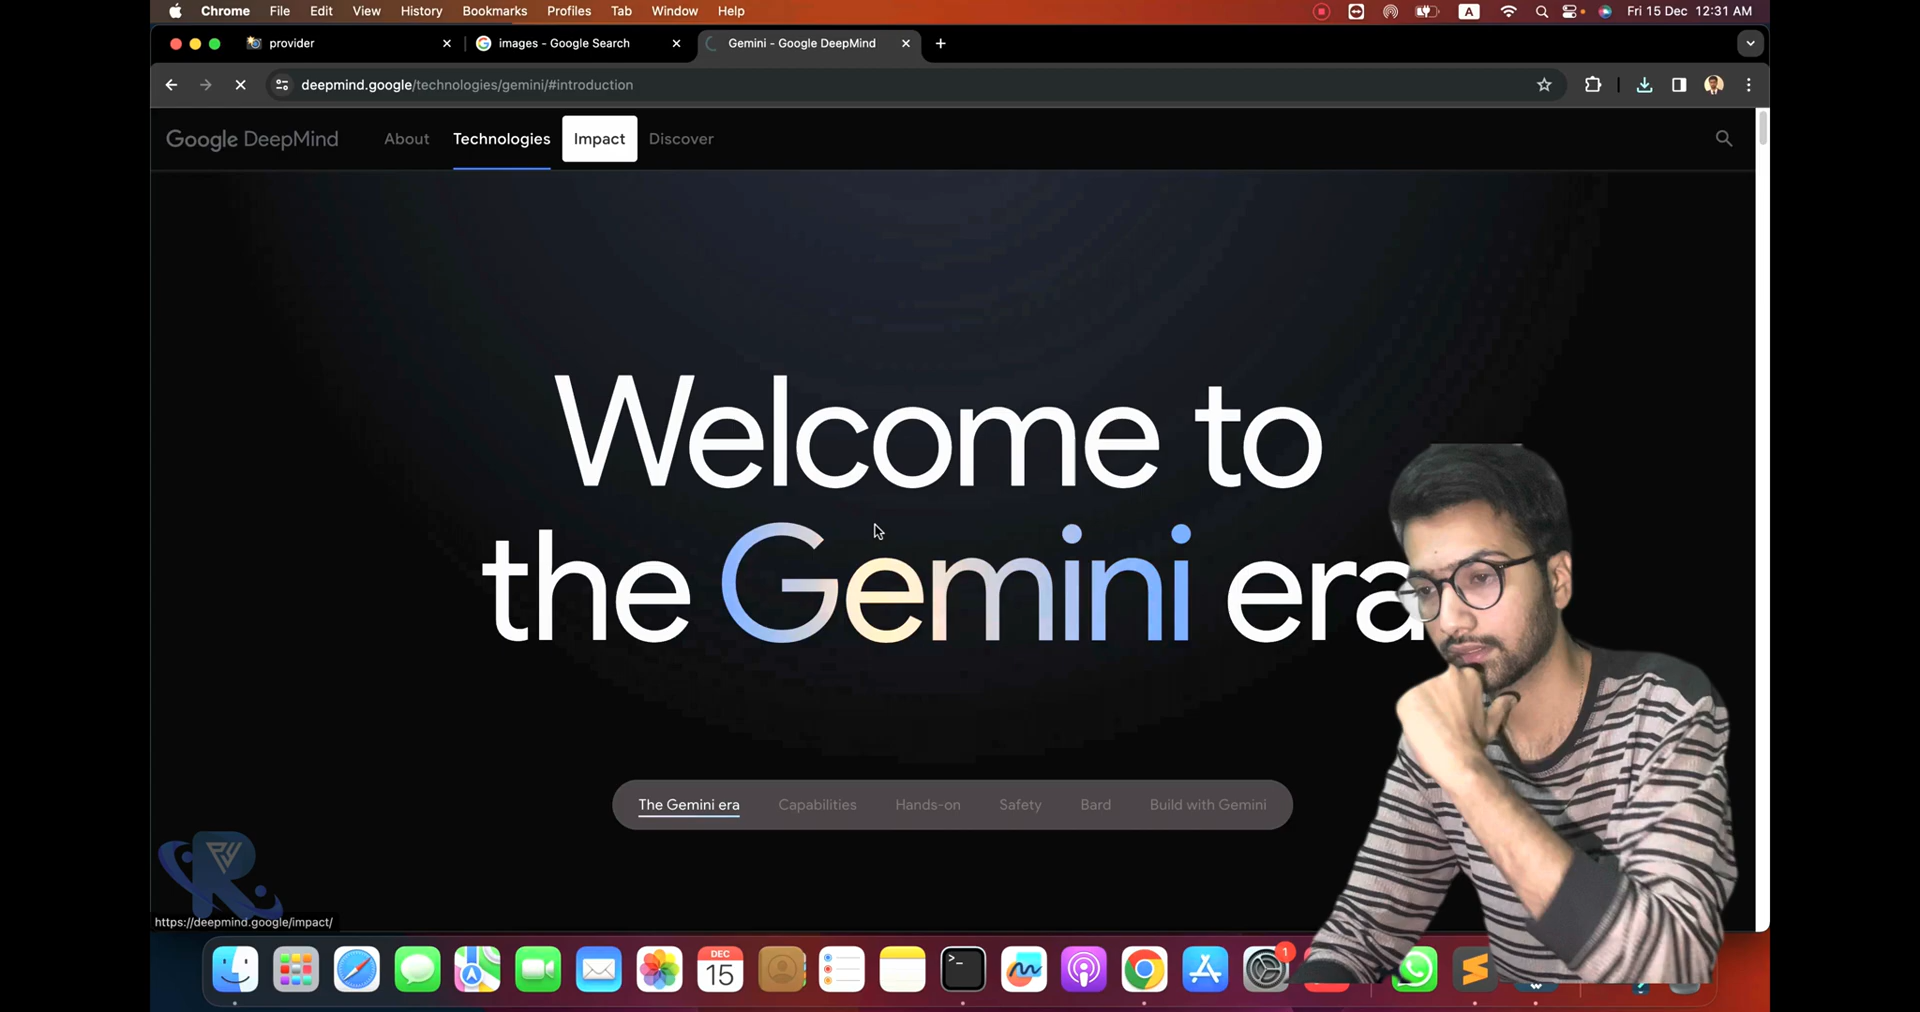 Chrome File Edit View History Bookmarks Profiles Tab Window Help A Fri 15 Dec 12:31 AM
provider images - Google Search Gemini - Google DeepMind
deepmind.google/technologies/gemini/#introduction
Google DeepMind About Technologies Impact Discover
Welcome to
the Gemini era
The Gemini era Capabilities Hands-on Safety Bard Build with Gemini
https://deepmind.google/impact/
DEC
15
1